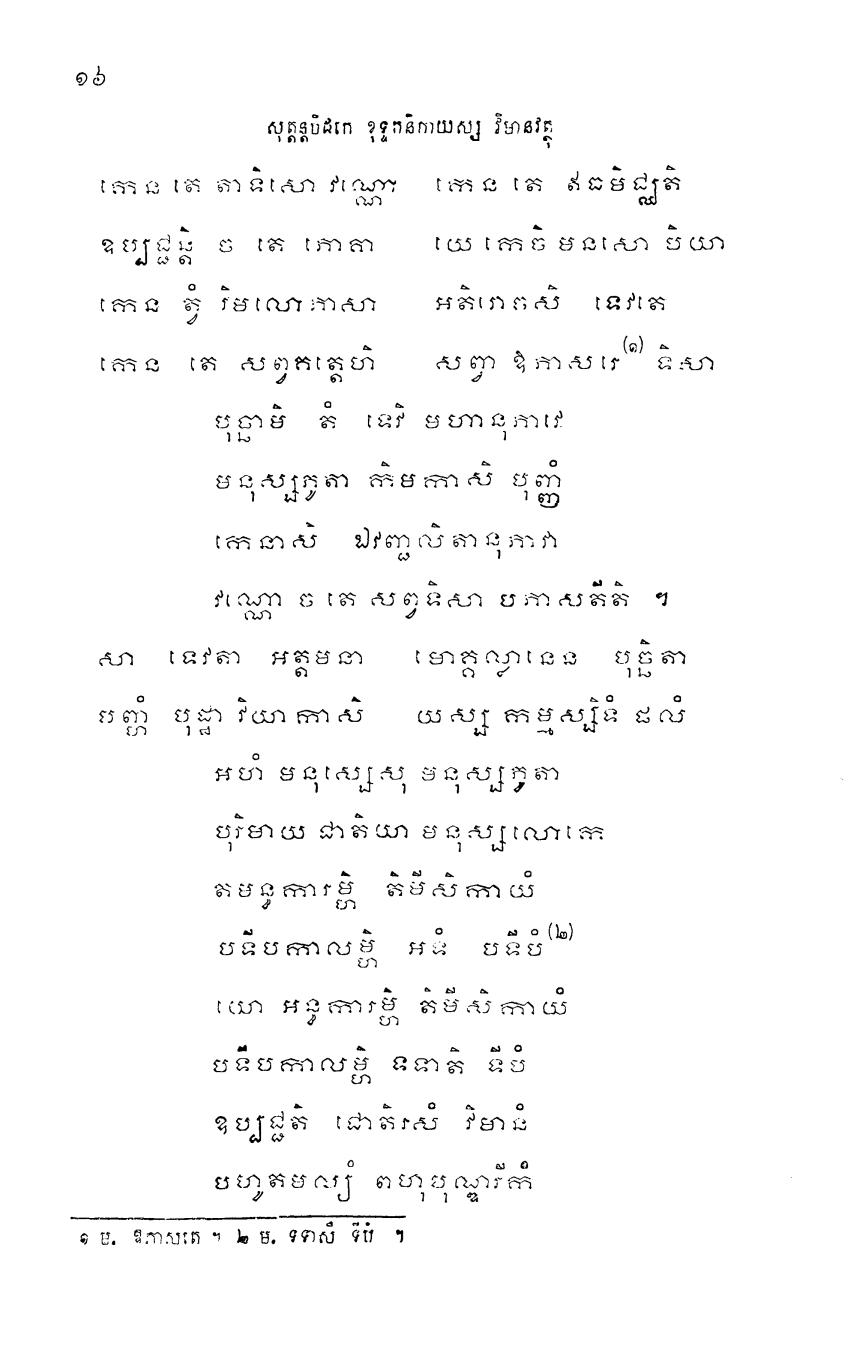 ១៦
សុត្តន្តបិដកេ ខុទ្ទកនិកាយស្ស វិមានវត្ថុ
កេន តេ តាទិសោ វណ្ណោ កេន តេ ឥធមិជ្ឈតិ
ឧប្បជ្ជន្តិ ច តេ ភោគា យេ កេចិ មនសោ បិយា
កេន ត្វំ វិមលោភាសា អតិរោចសិ ទេវតេ
កេន តេ សព្វគត្តេហិ សព្វា ឱភាសរេ(១) ទិសា
បុច្ឆាមិ តំ ទេវិ មហានុភាវេ
មនុស្សភូតា កិមកាសិ បុញ្ញំ
កេនាសិ ឯវញ្ជលិតានុភាវា
វណ្ណោ ច តេ សព្វទិសា បភាសតីតិ ។
សា ទេវតា អត្តមនា មោគ្គល្លានេន បុច្ឆិតា
បញ្ហំ បុដ្ឋា វិយាកាសិ យស្ស កម្មស្សិទំ ផលំ
អហំ មនុស្សេសុ មនុស្សភូតា
បុរិមាយ ជាតិយា មនុស្សលោកេ
តមន្ធការម្ហិ តិមីសិកាយំ
បទីបកាលម្ហិ អទំ បទីបំ(២)
យោ អន្ធការម្ហិ តិមីសិកាយំ
បទីបកាលម្ហិ ទទាតិ ទីបំ
ឧប្បជ្ជតិ ជោតិរសំ វិមានំ
បហូតមល្យំ ពហុបុណ្ឌរីកំ
១ ម. ឱភាសតេ ។ ២ ម. ទទាសឹ ទីបំ ។